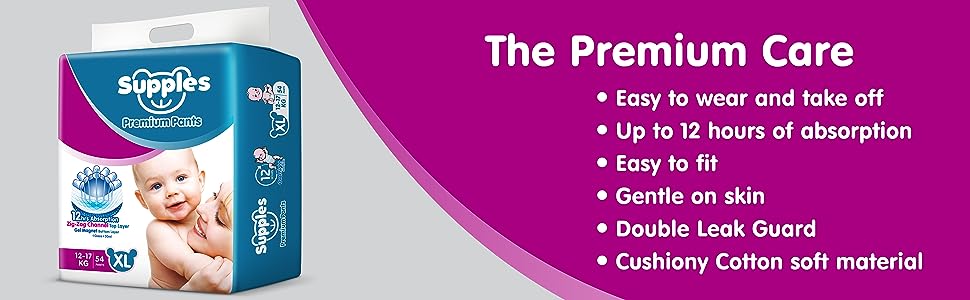 Supples
Premium Pants
12hrs Absorption
Zig-Zag Channel Top Layer
Gel Magnet Bottom Layer
12-17
KG
54
XL
54
12-17
KG
XL
12
Supples
Premium Pants
The Premium Care
• Easy to wear and take off
• Up to 12 hours of absorption
• Easy to fit
• Gentle on skin
• Double Leak Guard
• Cushiony Cotton soft material